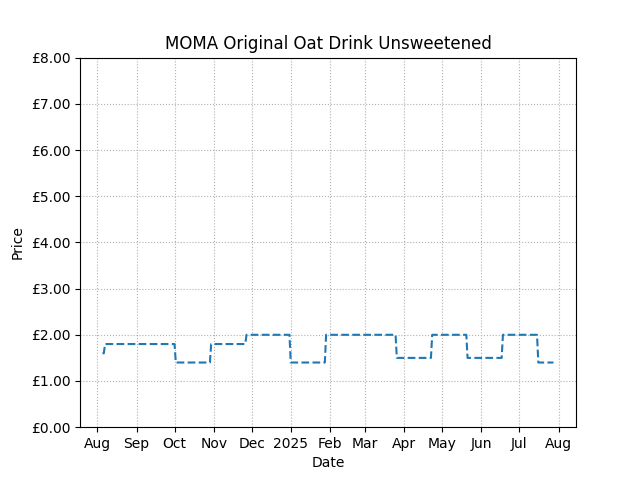 MOMA Original Oat Drink Unsweetened
£8.00
£7.00
£6.00
£5.00
£4.00
£3.00
£2.00
£1.00
£0.00
Price
Aug Sep Oct Nov Dec 2025 Feb Mar Apr May Jun Jul Aug
Date